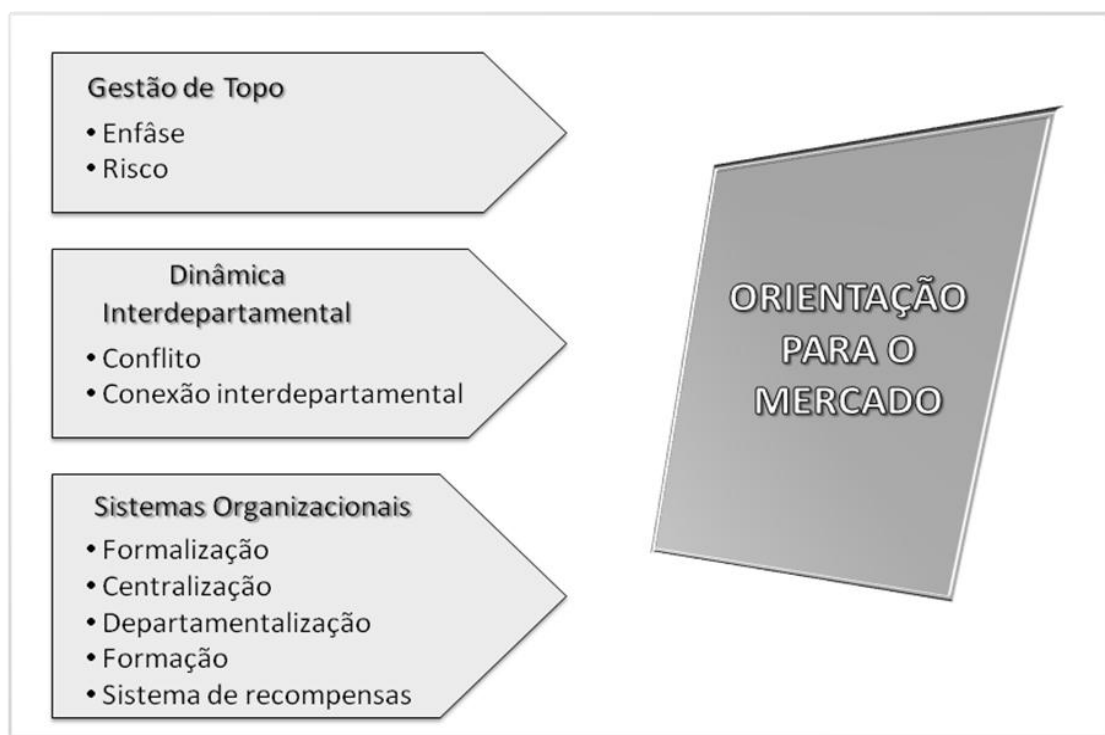 Gestão de Topo
• Enfâse
• Risco
Dinâmica
Interdepartamental
• Conflito
• Conexão interdepartamental
Sistemas Organizacionais
• Formalização
• Centralização
• Departamentalização
• Formação
• Sistema de recompensas
ORIENTAÇÃO
PARA O
MERCADO